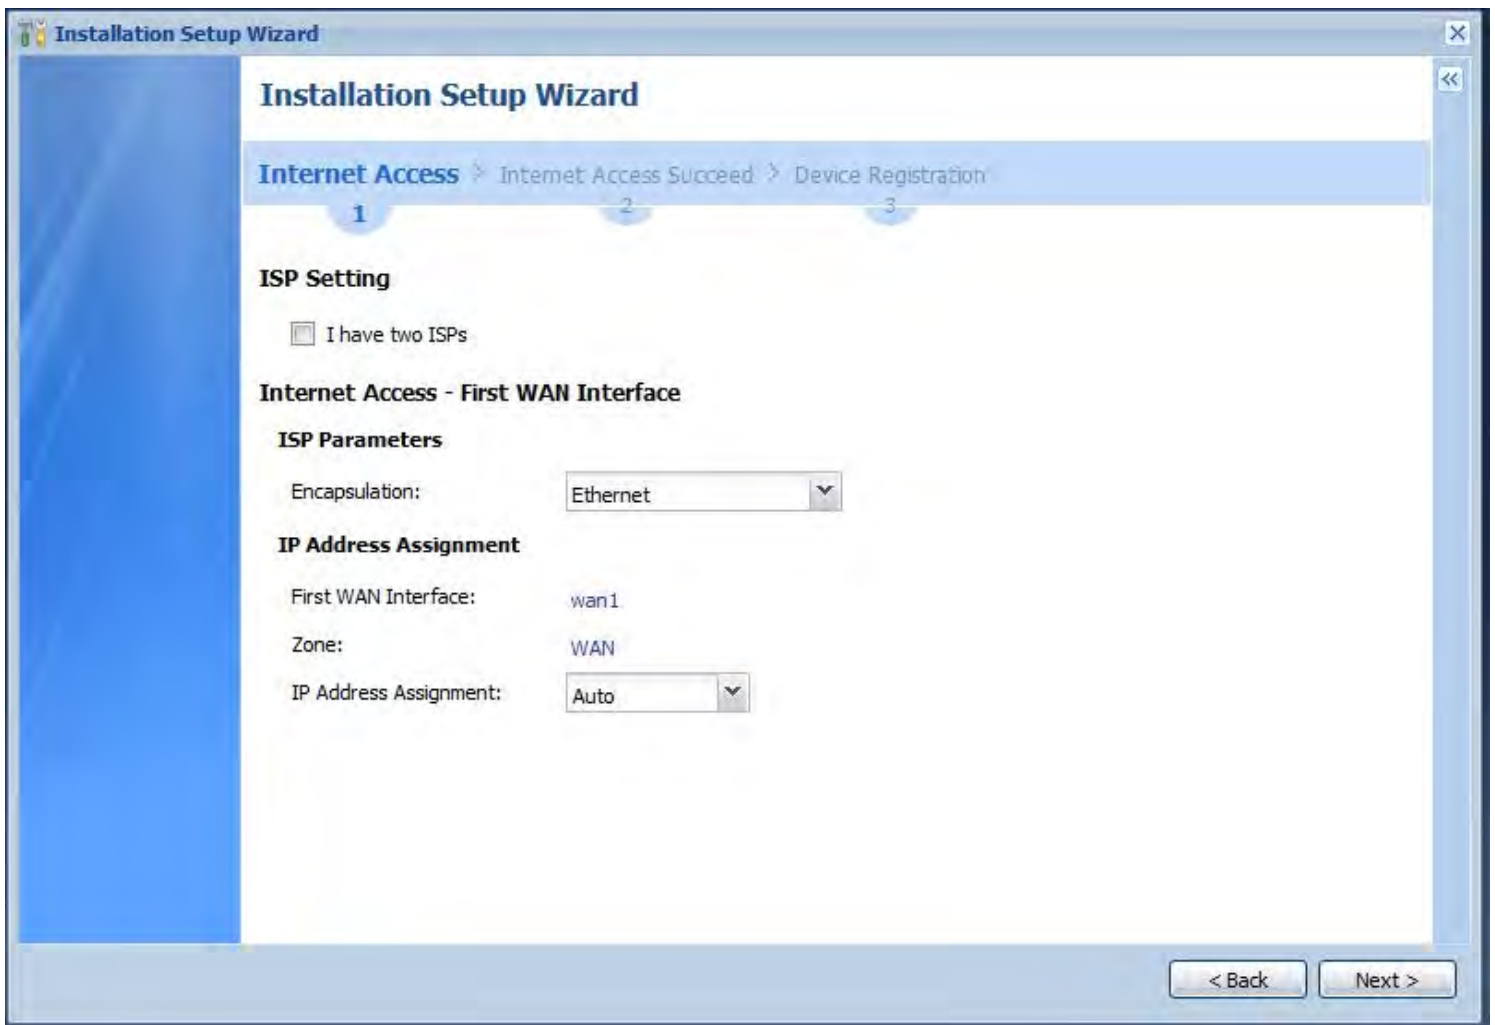 Installation Setup Wizard
Installation Setup Wizard
Internet Access > Internet Access Succeed > Device Registration
1 2 3
ISP Setting
I have two ISPs
Internet Access - First WAN Interface
ISP Parameters
Encapsulation: Ethernet
IP Address Assignment
First WAN Interface: wan1
Zone: WAN
IP Address Assignment: Auto
< Back Next >